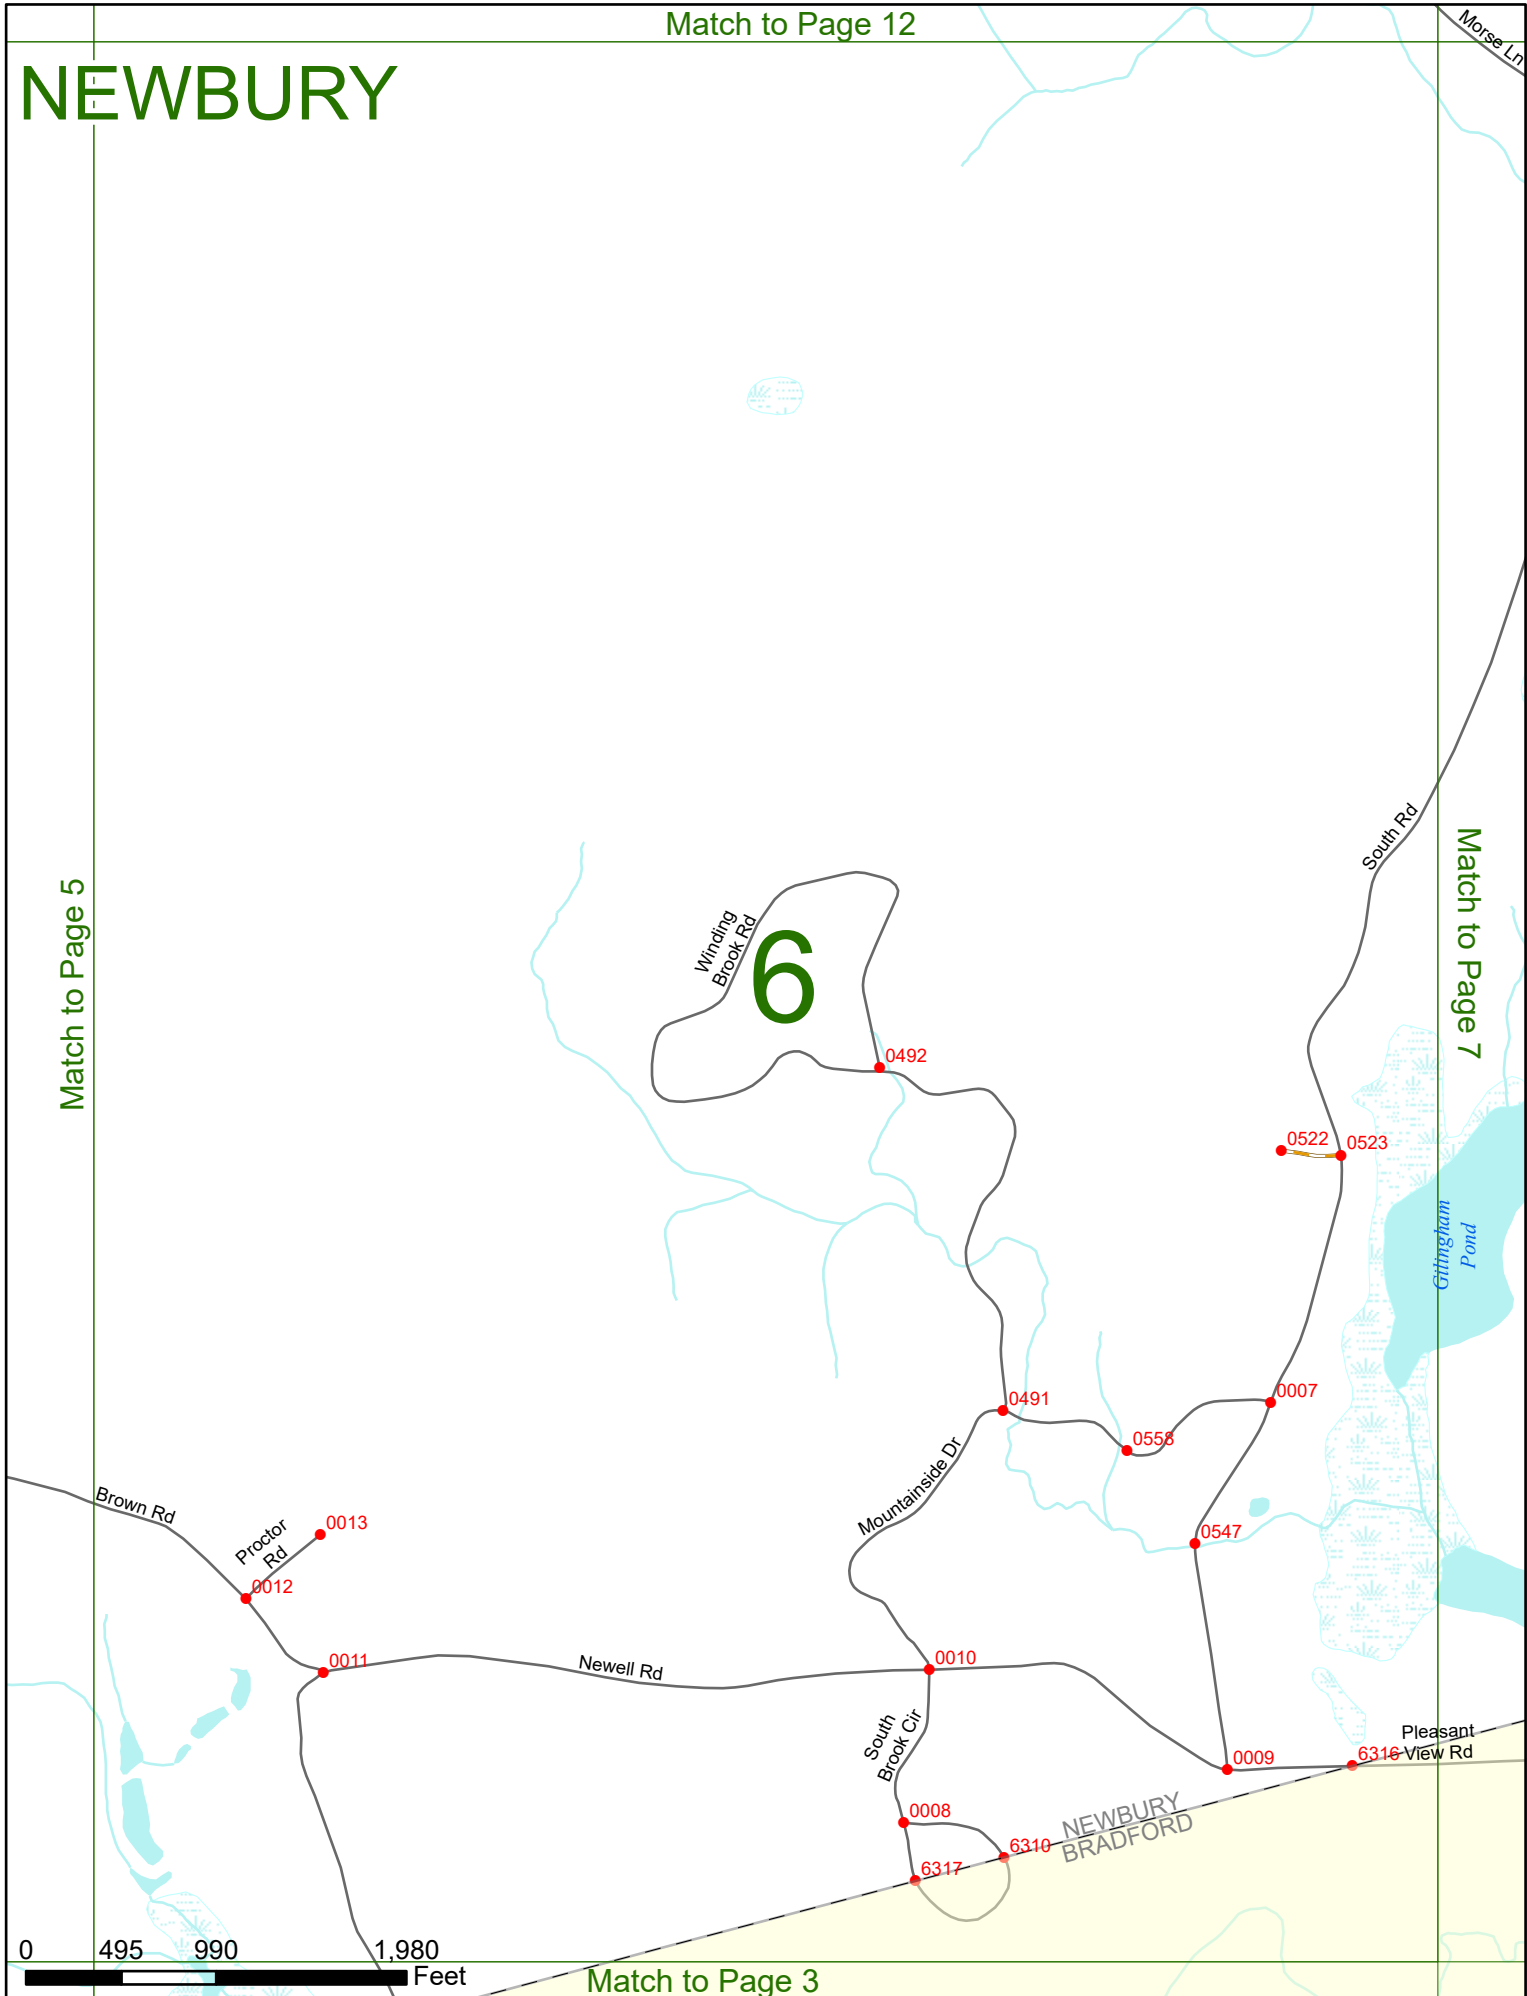 Match to Page 12
Morse Ln
NEWBURY
South Rd
Match to Page 5
Match to Page 7
Winding
Brook Rd
6
0492
0522
0523
Gilingham
Pond
0007
0491
0558
Mountainside Dr
Brown Rd
Proctor
Rd
0013
0547
0012
0011
Newell Rd
0010
South
Brook Cir
Pleasant
View Rd
0009
6316
0008
NEWBURY
BRADFORD
6310
6317
0 495 990 1,980
Feet
Match to Page 3